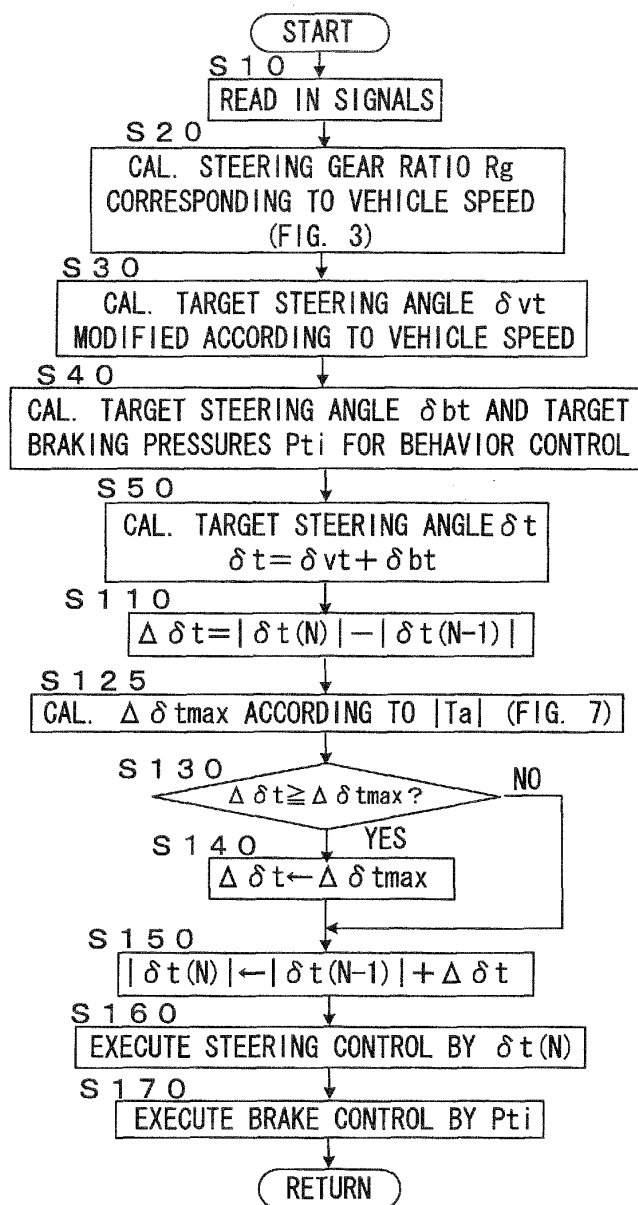 START
S10
READ IN SIGNALS
S20
CAL. STEERING GEAR RATIO Rg
CORRESPONDING TO VEHICLE SPEED
(FIG. 3)
S30
CAL. TARGET STEERING ANGLE δvt
MODIFIED ACCORDING TO VEHICLE SPEED
S40
CAL. TARGET STEERING ANGLE δbt AND TARGET
BRAKING PRESSURES Pti FOR BEHAVIOR CONTROL
S50
CAL. TARGET STEERING ANGLE δt
δt=δvt+δbt
S110
Δδt=|δt(N)|−|δt(N-1)|
S125
CAL. Δδtmax ACCORDING TO |Ta| (FIG. 7)
S130
Δδt≧Δδtmax?
NO
YES
S140
Δδt←Δδtmax
S150
|δt(N)|←|δt(N-1)|+Δδt
S160
EXECUTE STEERING CONTROL BY δt(N)
S170
EXECUTE BRAKE CONTROL BY Pti
RETURN